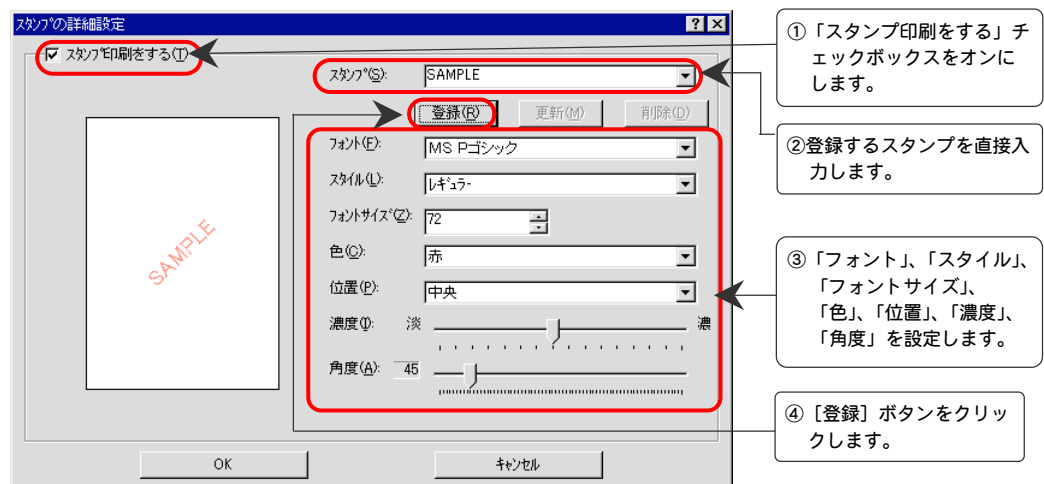 スタンプの詳細設定
スタンプ印刷をする(T)
スタンプ(S): SAMPLE
登録(R) 更新(M) 削除(D)
フォント(F): MS Pゴシック
スタイル(L): レギュラー
フォントサイズ(Z): 72
色(C): 赤
位置(P): 中央
濃度(I): 淡 濃
角度(A): 45
SAMPLE
OK キャンセル
①「スタンプ印刷をする」チ
ェックボックスをオンに
します。
②登録するスタンプを直接入
力します。
③「フォント」、「スタイル」、
「フォントサイズ」、
「色」、「位置」、「濃度」、
「角度」を設定します。
④［登録］ボタンをクリッ
クします。